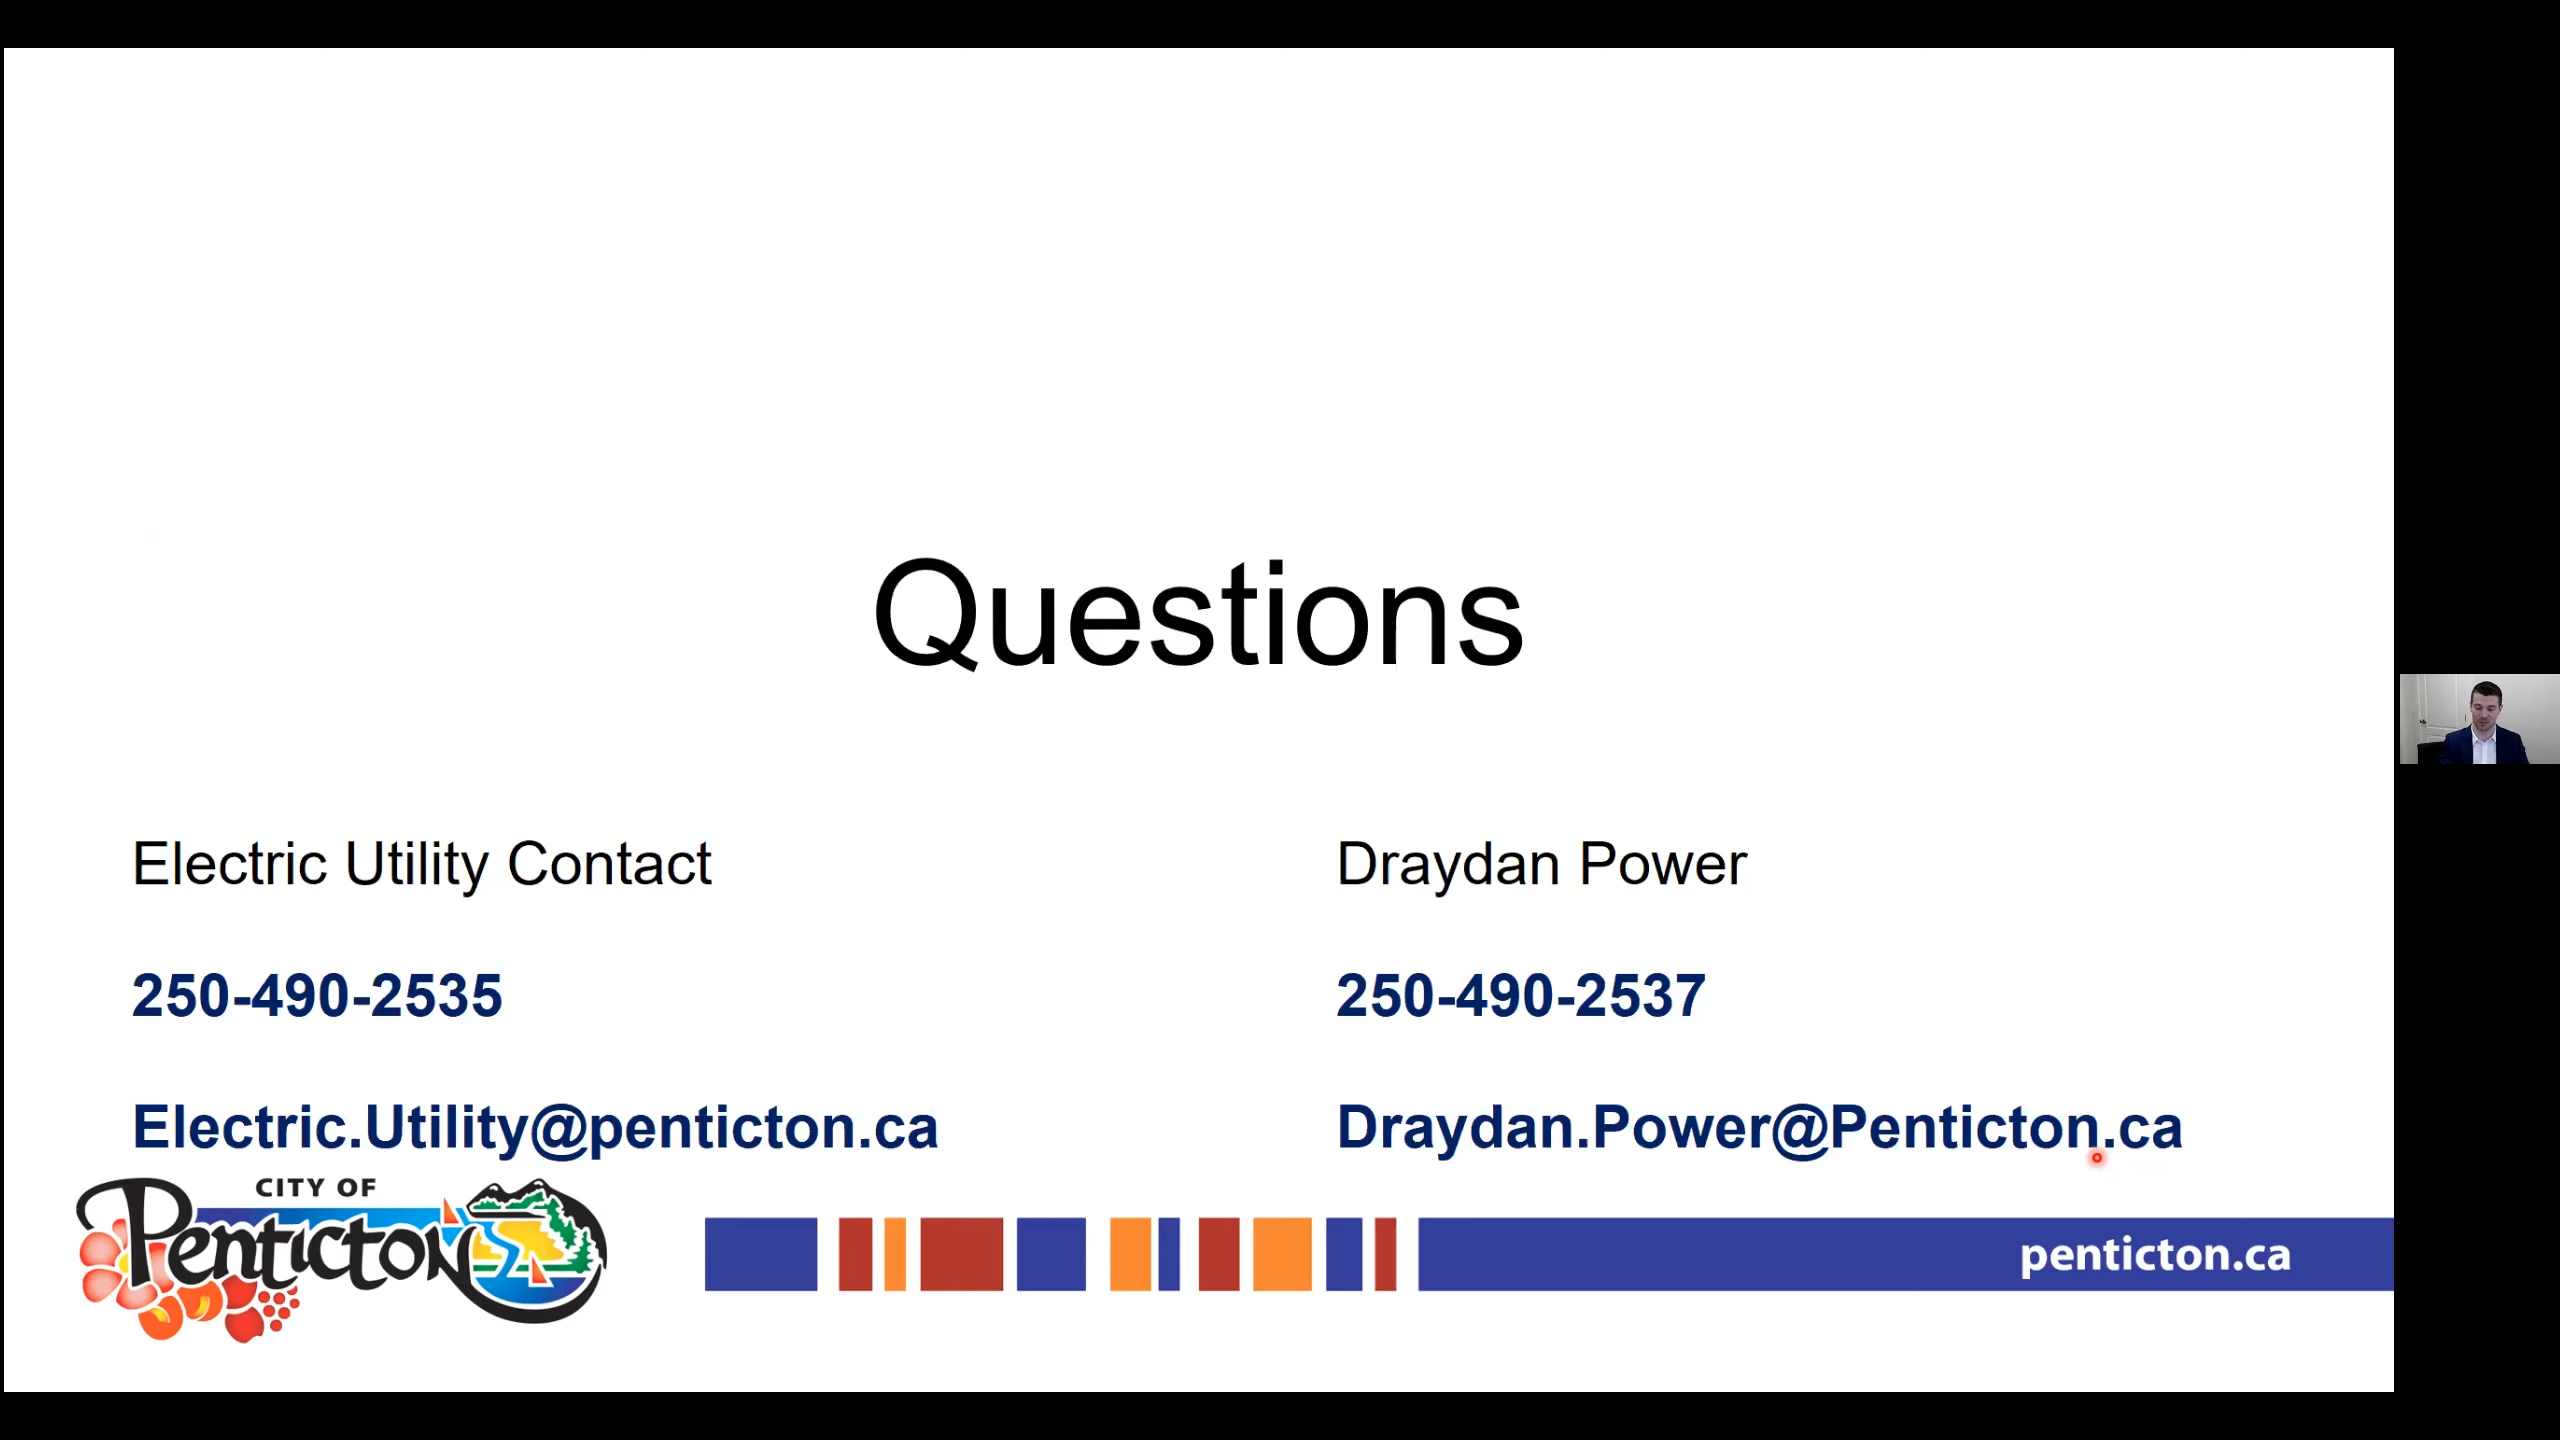 Questions
Electric Utility Contact
250-490-2535
Electric.Utility@penticton.ca
Draydan Power
250-490-2537
Draydan.Power@Penticton.ca
CITY OF
Penticton
penticton.ca